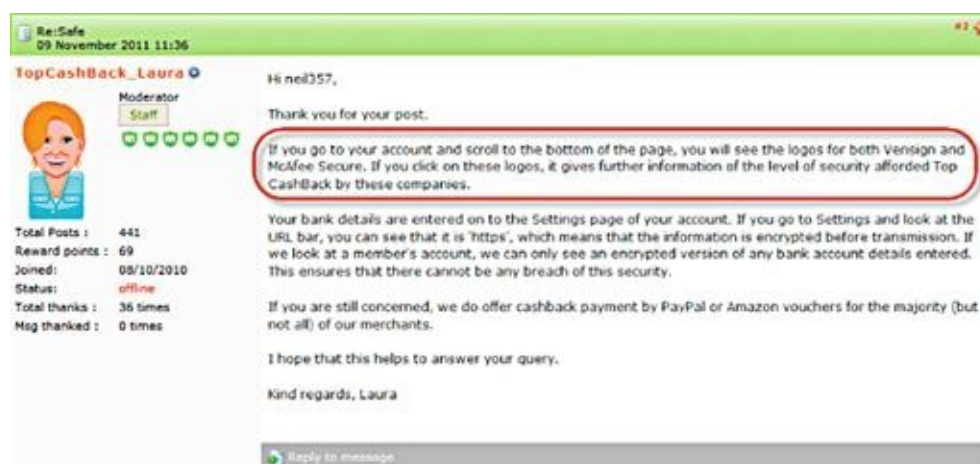 Re:Safe
09 November 2011 11:36
#2
TopCashBack_Laura
Moderator
Staff
Total Posts : 441
Reward points : 69
Joined: 08/10/2010
Status: offline
Total thanks : 36 times
Msg thanked : 0 times
Hi neil357,
Thank you for your post.
If you go to your account and scroll to the bottom of the page, you will see the logos for both Verisign and
McAfee Secure. If you click on these logos, it gives further information of the level of security afforded Top
CashBack by these companies.
Your bank details are entered on to the Settings page of your account. If you go to Settings and look at the
URL bar, you can see that it is 'https', which means that the information is encrypted before transmission. If
we look at a member's account, we can only see an encrypted version of any bank account details entered.
This ensures that there cannot be any breach of this security.
If you are still concerned, we do offer cashback payment by PayPal or Amazon vouchers for the majority (but
not all) of our merchants.
I hope that this helps to answer your query.
Kind regards, Laura
Reply to message